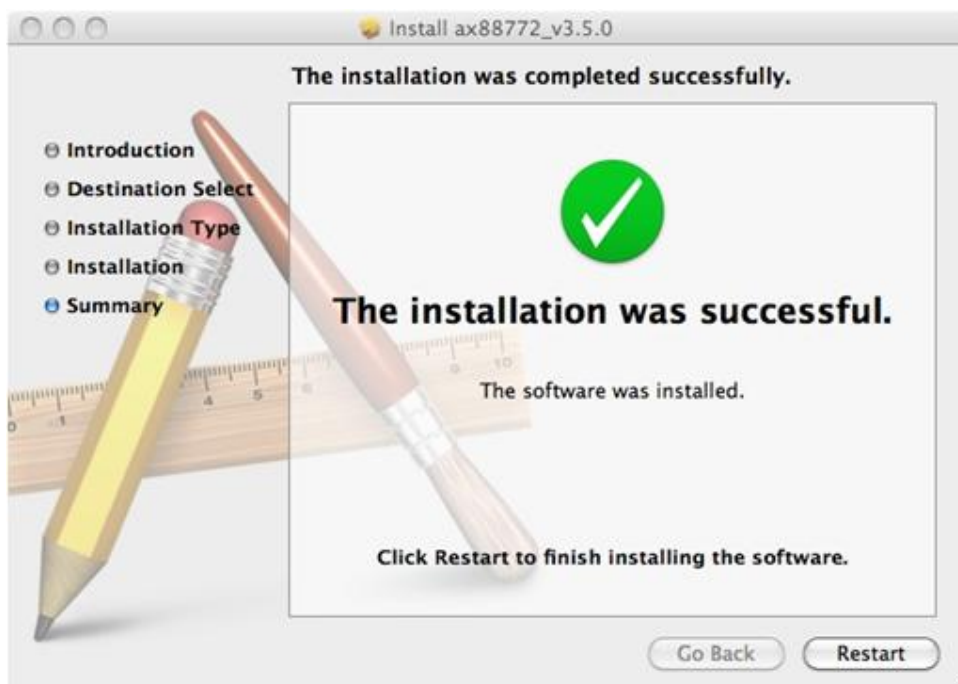 Install ax88772_v3.5.0
The installation was completed successfully.
Introduction
Destination Select
Installation Type
Installation
Summary
The installation was successful.
The software was installed.
Click Restart to finish installing the software.
Go Back
Restart